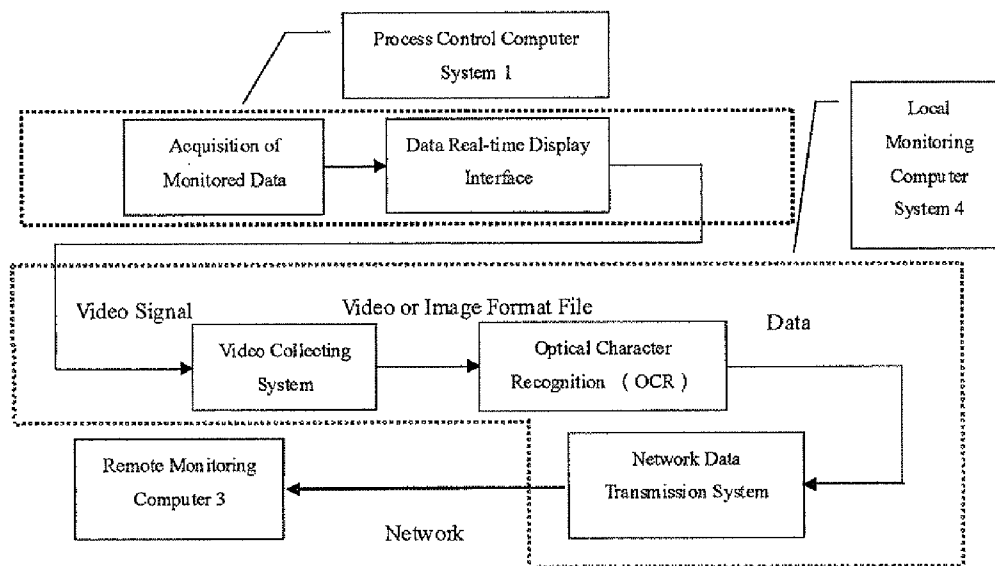 Process Control Computer
System 1
Local
Monitoring
Computer
System 4
Acquisition of
Monitored Data
Data Real-time Display
Interface
Video Signal
Video or Image Format File
Data
Video Collecting
System
Optical Character
Recognition ( OCR )
Remote Monitoring
Computer 3
Network Data
Transmission System
Network